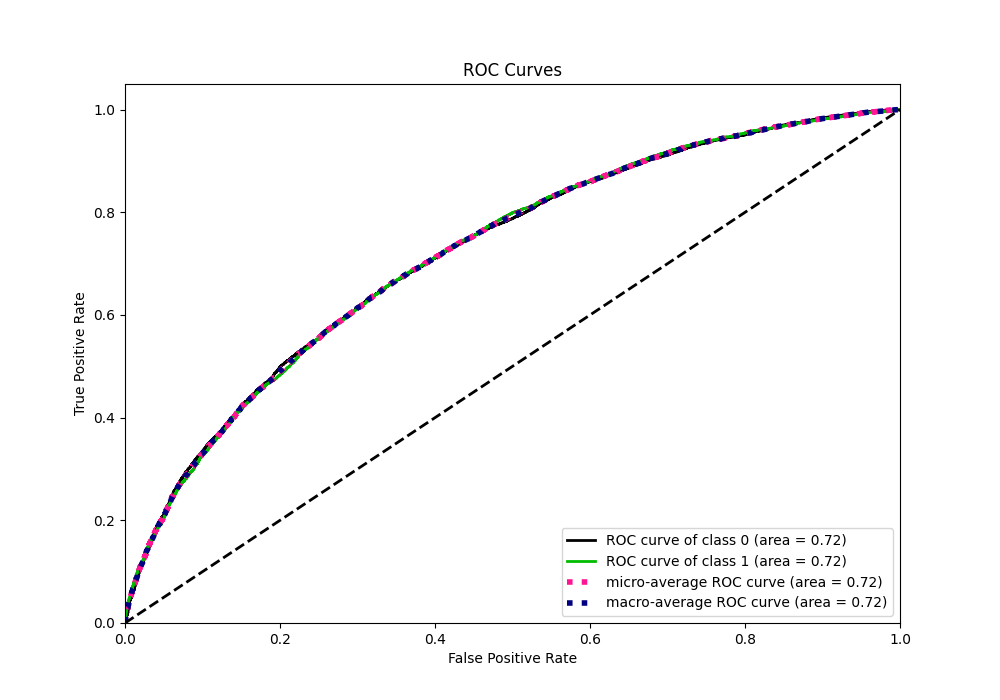 ROC Curves
True Positive Rate
1.0
0.8
0.6
0.4
0.2
0.0
ROC curve of class 0 (area = 0.72)
ROC curve of class 1 (area = 0.72)
micro-average ROC curve (area = 0.72)
macro-average ROC curve (area = 0.72)
0.0 0.2 0.4 0.6 0.8 1.0
False Positive Rate